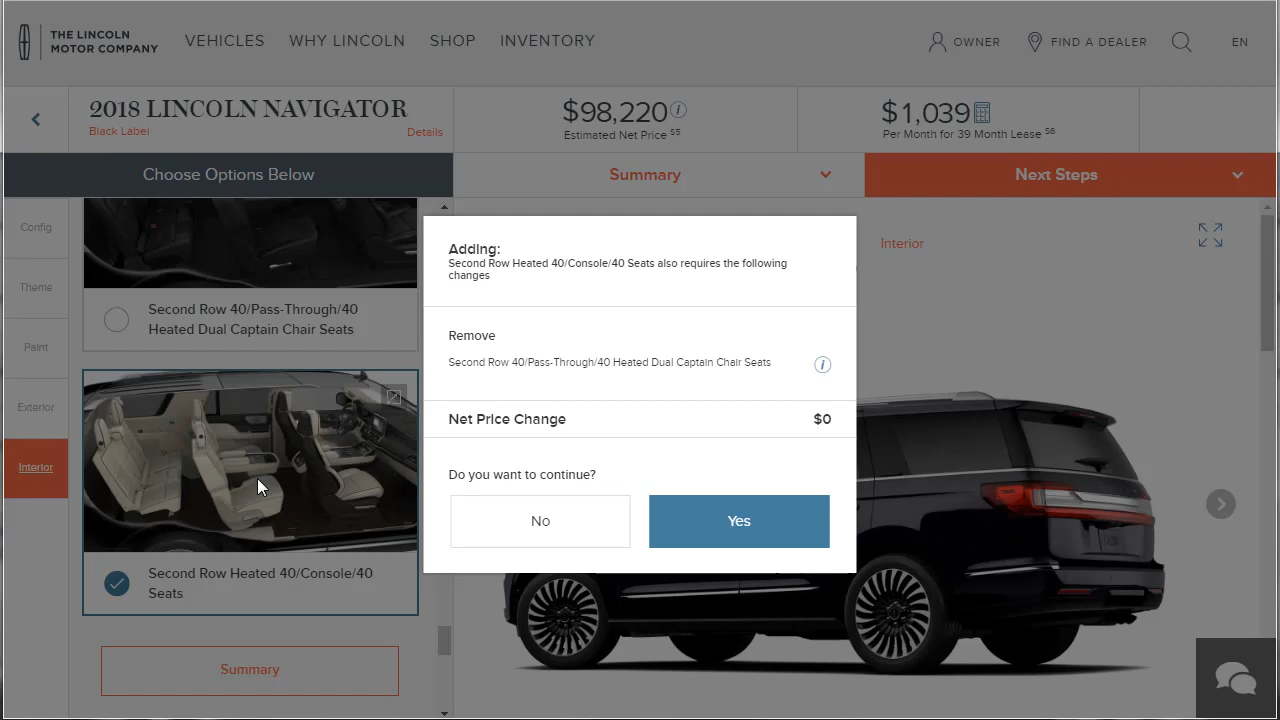 THE LINCOLN
MOTOR COMPANY
VEHICLES
WHY LINCOLN
SHOP
INVENTORY
OWNER
FIND A DEALER
EN
2018 LINCOLN NAVIGATOR
Black Label
Details
$98,220
Estimated Net Price 55
$1,039
Per Month for 39 Month Lease 56
Choose Options Below
Summary
Next Steps
Config
Theme
Paint
Exterior
Interior
Second Row 40/Pass-Through/40
Heated Dual Captain Chair Seats
Second Row Heated 40/Console/40
Seats
Summary
Interior
Adding:
Second Row Heated 40/Console/40 Seats also requires the following
changes
Remove
Second Row 40/Pass-Through/40 Heated Dual Captain Chair Seats
Net Price Change
$0
Do you want to continue?
No
Yes